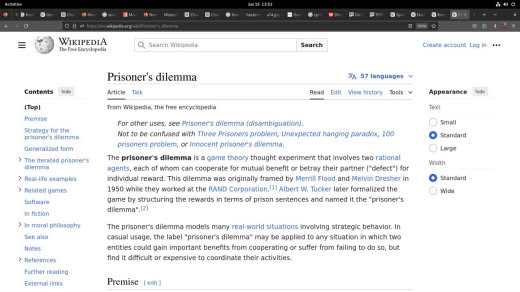 Activities
Jun 16 13:52
WIKIPEDIA
The Free Encyclopedia
Search Wikipedia
Search
Create account Log in
Contents hide
(Top)
Premise
Strategy for the
prisoner's dilemma
Generalized form
The iterated prisoner's
dilemma
Real-life examples
Related games
Software
In fiction
In moral philosophy
See also
Notes
References
Further reading
External links
Prisoner's dilemma
57 languages
Article Talk
Read Edit View history Tools
From Wikipedia, the free encyclopedia
For other uses, see Prisoner's dilemma (disambiguation).
Not to be confused with Three Prisoners problem, Unexpected hanging paradox, 100
prisoners problem, or Innocent prisoner's dilemma.
The prisoner's dilemma is a game theory thought experiment that involves two rational
agents, each of whom can cooperate for mutual benefit or betray their partner ("defect") for
individual reward. This dilemma was originally framed by Merrill Flood and Melvin Dresher in
1950 while they worked at the RAND Corporation.[1] Albert W. Tucker later formalized the
game by structuring the rewards in terms of prison sentences and named it the "prisoner's
dilemma".[2]
The prisoner's dilemma models many real-world situations involving strategic behavior. In
casual usage, the label "prisoner's dilemma" may be applied to any situation in which two
entities could gain important benefits from cooperating or suffer from failing to do so, but
find it difficult or expensive to coordinate their activities.
Premise [ edit ]
Appearance hide
Text
Small
Standard
Large
Width
Standard
Wide